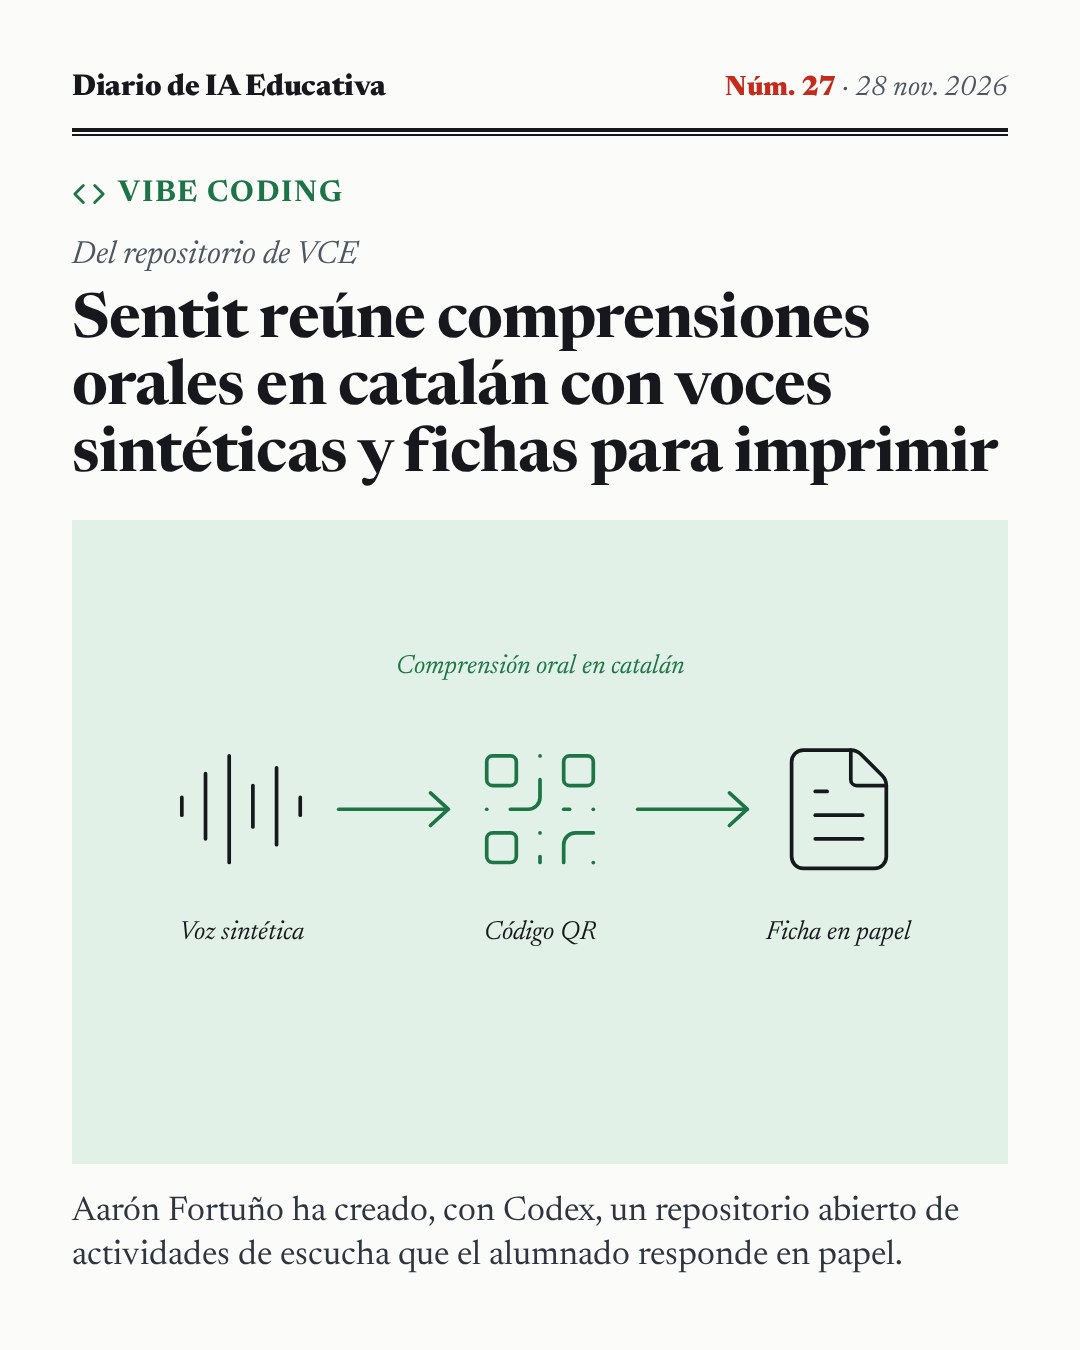 Diario de IA Educativa
Núm. 27 · 28 nov. 2026
VIBE CODING
Del repositorio de VCE
Sentit reúne comprensiones
orales en catalán con voces
sintéticas y fichas para imprimir
Comprensión oral en catalán
Voz sintética
Código QR
Ficha en papel
Aarón Fortuño ha creado, con Codex, un repositorio abierto de
actividades de escucha que el alumnado responde en papel.